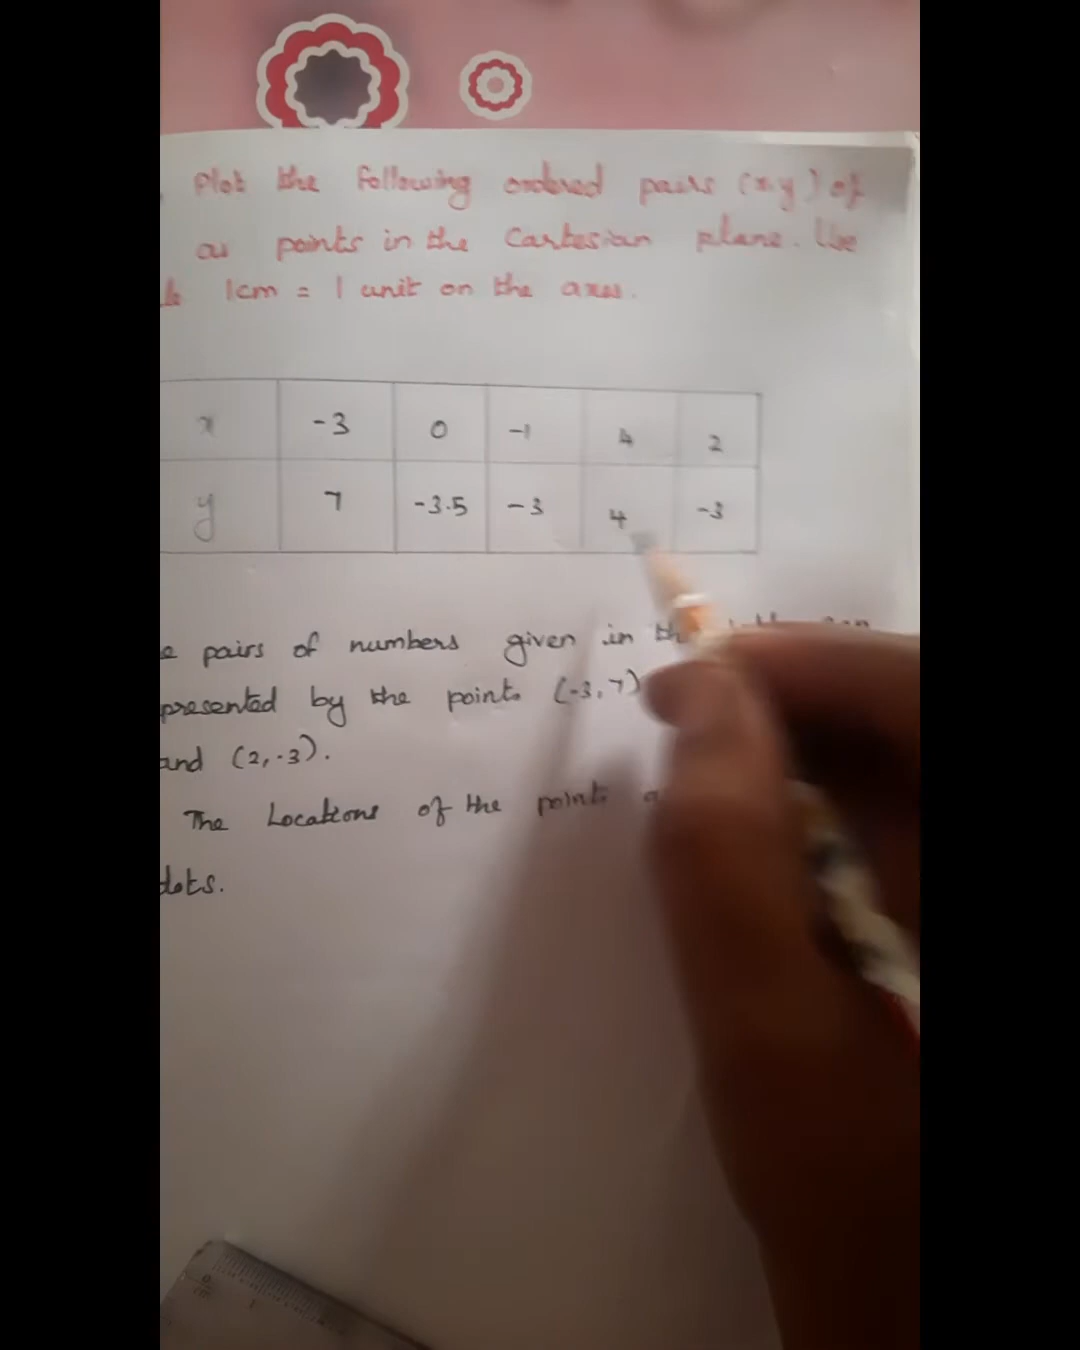 Plot the following ordered pairs (x,y) of
as points in the Cartesian plane. Use
1cm = 1 unit on the axes.
x -3 0 -1 4 2
y 7 -3.5 -3 4 -3
pairs of numbers given in
presented by the points (-3,7)
and (2,-3).
The Locations of the points
dots.